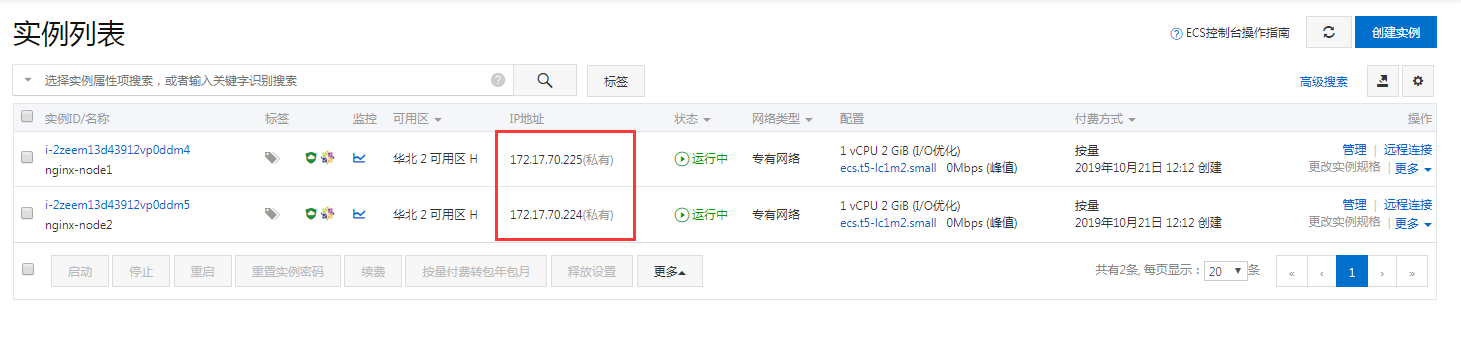 实例列表
ECS控制台操作指南
创建实例
选择实例属性项搜索，或者输入关键字识别搜索
标签
高级搜索
实例ID/名称 标签 监控 可用区 IP地址 状态 网络类型 配置 付费方式 操作
i-2zeem13d43912vp0ddm4
nginx-node1
华北 2 可用区 H
172.17.70.225(私有)
运行中
专有网络
1 vCPU 2 GiB (I/O优化)
ecs.t5-lc1m2.small 0Mbps (峰值)
按量
2019年10月21日 12:12 创建
管理 | 远程连接
更改实例规格 | 更多
i-2zeem13d43912vp0ddm5
nginx-node2
华北 2 可用区 H
172.17.70.224(私有)
运行中
专有网络
1 vCPU 2 GiB (I/O优化)
ecs.t5-lc1m2.small 0Mbps (峰值)
按量
2019年10月21日 12:12 创建
管理 | 远程连接
更改实例规格 | 更多
启动 停止 重启 重置实例密码 续费 按量付费转包年包月 释放设置 更多
共有2条, 每页显示：20 条 « ‹ 1 › »